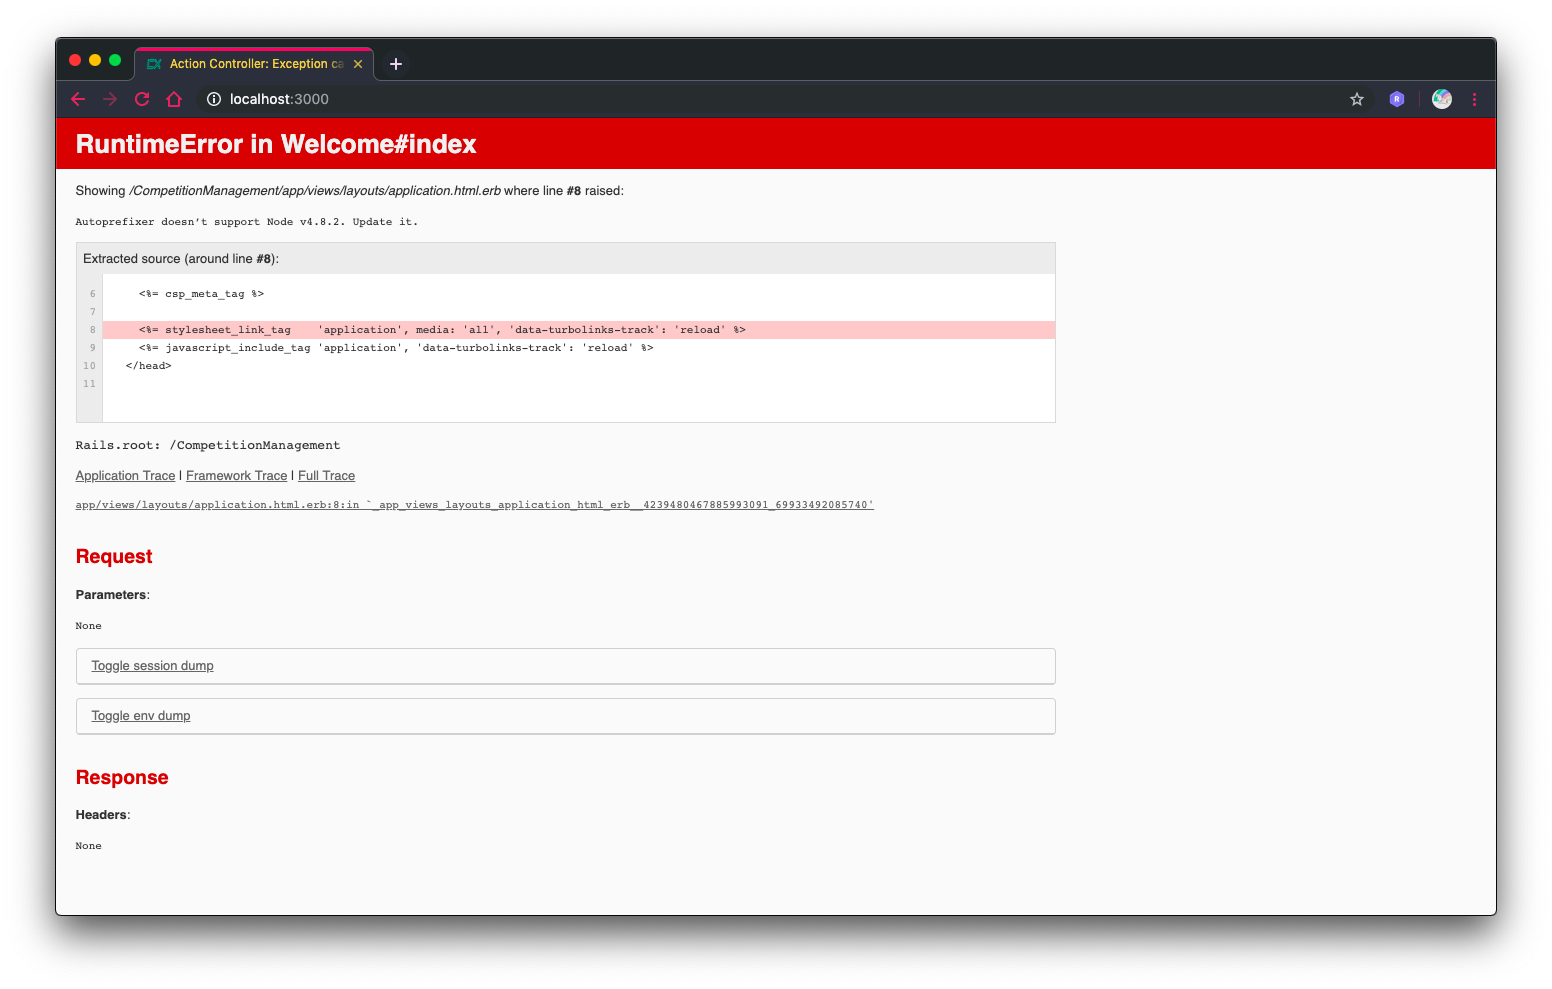 Action Controller: Exception ca
localhost:3000
RuntimeError in Welcome#index
Showing /CompetitionManagement/app/views/layouts/application.html.erb where line #8 raised:
Autoprefixer doesn’t support Node v4.8.2. Update it.
Extracted source (around line #8):
6 <%= csp_meta_tag %>
7
8 <%= stylesheet_link_tag    'application', media: 'all', 'data-turbolinks-track': 'reload' %>
9 <%= javascript_include_tag 'application', 'data-turbolinks-track': 'reload' %>
10 </head>
11
Rails.root: /CompetitionManagement
Application Trace | Framework Trace | Full Trace
app/views/layouts/application.html.erb:8:in `_app_views_layouts_application_html_erb__4239480467885993091_69933492085740'
Request
Parameters:
None
Toggle session dump
Toggle env dump
Response
Headers:
None